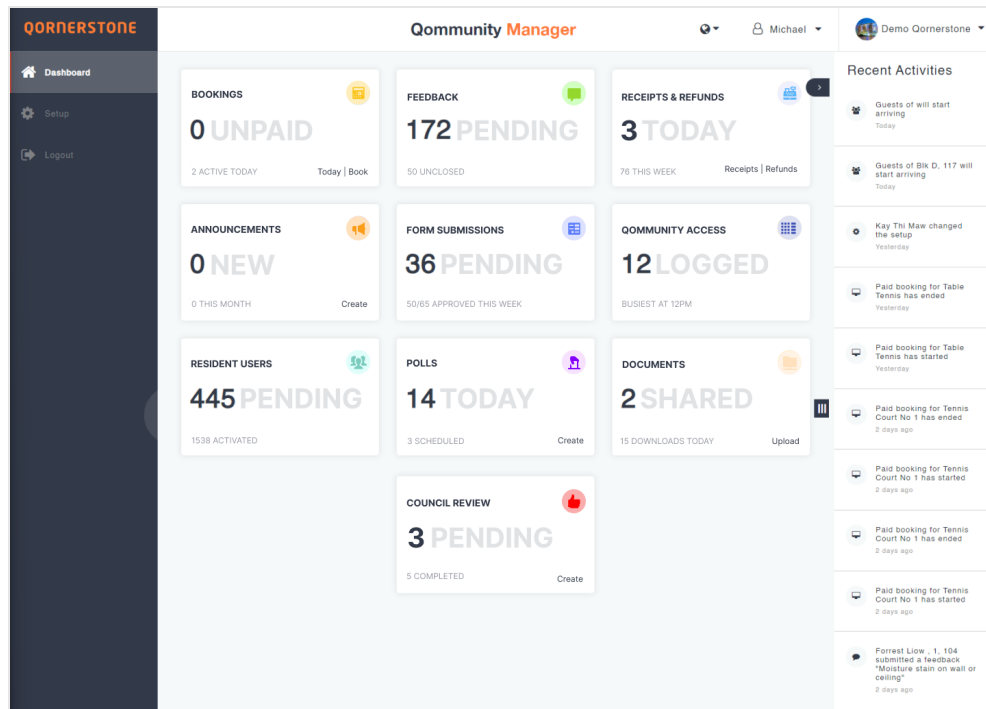 QORNERSTONE
Qommunity Manager
Michael
Demo Qornerstone
Dashboard
Setup
Logout
BOOKINGS
0 UNPAID
2 ACTIVE TODAY
Today | Book
FEEDBACK
172 PENDING
50 UNCLOSED
RECEIPTS & REFUNDS
3 TODAY
76 THIS WEEK
Receipts | Refunds
ANNOUNCEMENTS
0 NEW
0 THIS MONTH
Create
FORM SUBMISSIONS
36 PENDING
50/65 APPROVED THIS WEEK
QOMMUNITY ACCESS
12 LOGGED
BUSIEST AT 12PM
RESIDENT USERS
445 PENDING
1538 ACTIVATED
POLLS
14 TODAY
3 SCHEDULED
Create
DOCUMENTS
2 SHARED
15 DOWNLOADS TODAY
Upload
COUNCIL REVIEW
3 PENDING
5 COMPLETED
Create
Recent Activities
Guests of will start
arriving
Today
Guests of Blk D, 117 will
start arriving
Today
Kay Thi Maw changed
the setup
Yesterday
Paid booking for Table
Tennis has ended
Yesterday
Paid booking for Table
Tennis has started
Yesterday
Paid booking for Tennis
Court No 1 has ended
2 days ago
Paid booking for Tennis
Court No 1 has started
2 days ago
Paid booking for Tennis
Court No 1 has ended
2 days ago
Paid booking for Tennis
Court No 1 has started
2 days ago
Forrest Liow , 1, 104
submitted a feedback
"Moisture stain on wall or
ceiling"
2 days ago